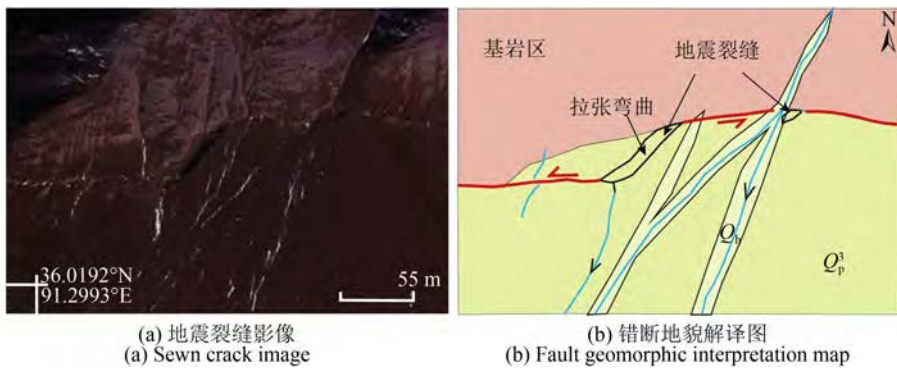 36.0192°N
91.2993°E
55 m
基岩区
地震裂缝
N
拉张弯曲
Qh
Q³p
(a) 地震裂缝影像
(a) Sewn crack image
(b) 错断地貌解译图
(b) Fault geomorphic interpretation map